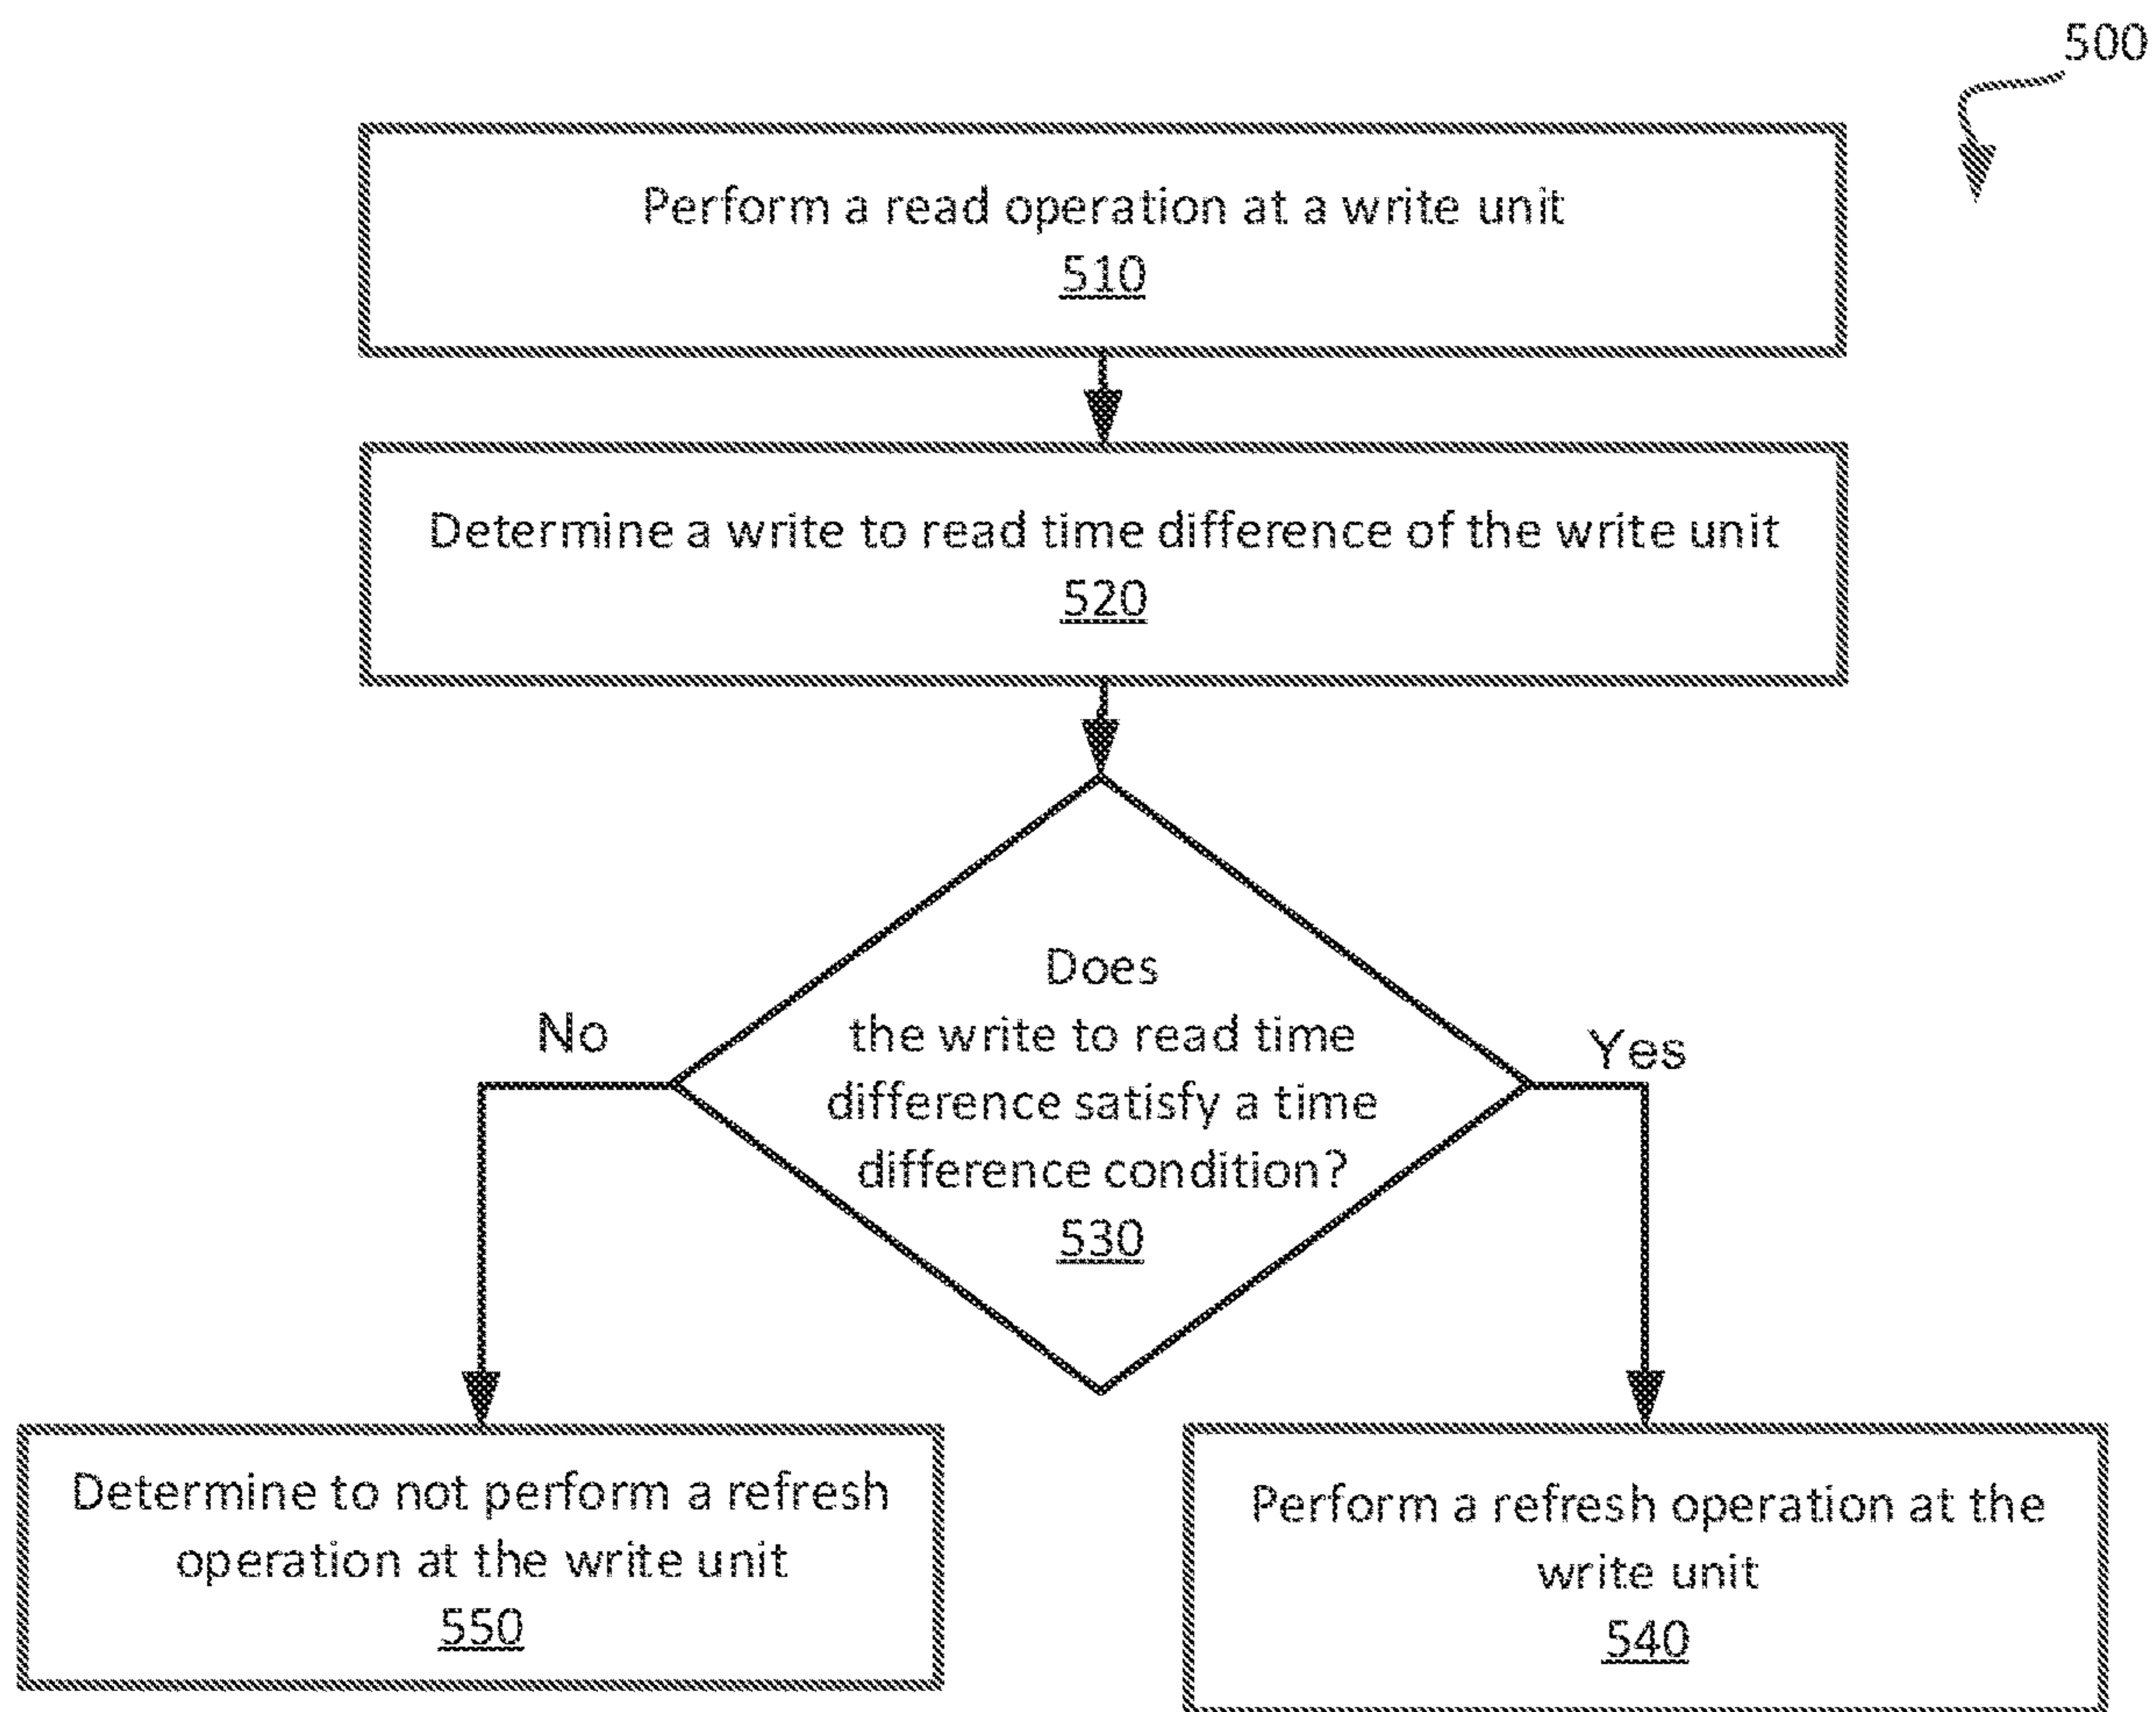 500
Perform a read operation at a write unit
510
Determine a write to read time difference of the write unit
520
Does
the write to read time
difference satisfy a time
difference condition?
530
No
Yes
Determine to not perform a refresh
operation at the write unit
550
Perform a refresh operation at the
write unit
540